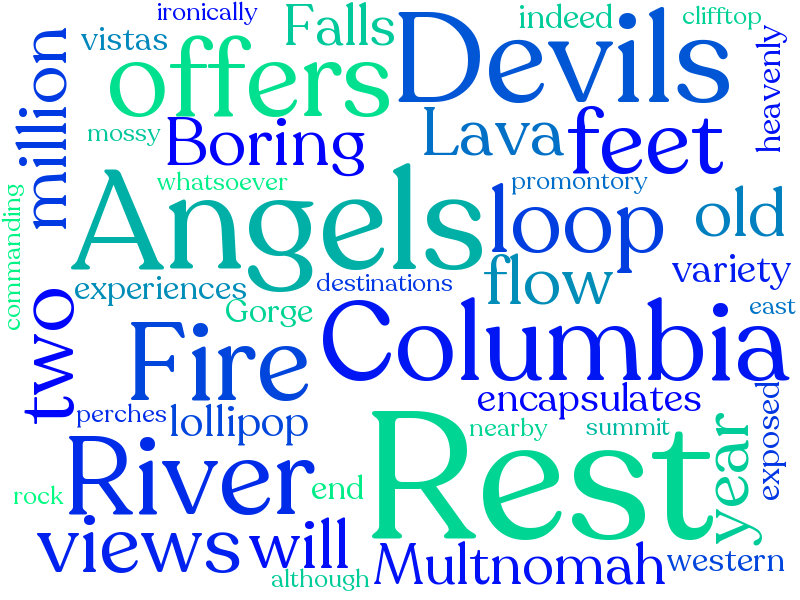 ironically
Falls
indeed
clifftop
vistas
offers
Devils
heavenly
million
mossy
Boring
Lava
feet
whatsoever
promontory
commanding
Angels
loop
old
experiences
destinations
flow
variety
Gorge
east
two
Fire
Columbia
encapsulates
exposed
perches
lollipop
nearby
summit
year
River
Rest
rock
end
views
will
although
Multnomah
western